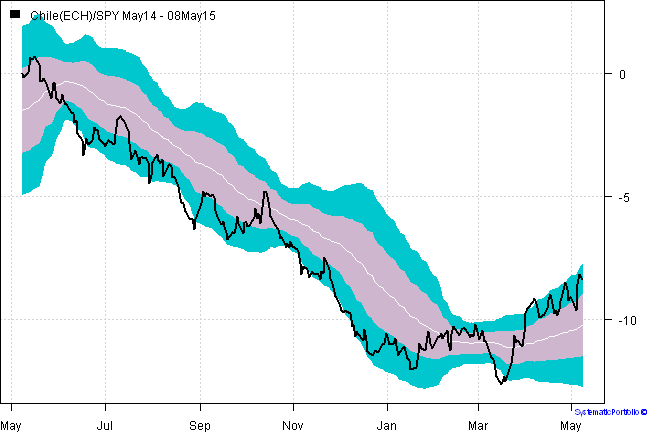 Chile(ECH)/SPY May14 - 08May15
0
-5
-10
May Jul Sep Nov Jan Mar May
SystematicPortfolio ©